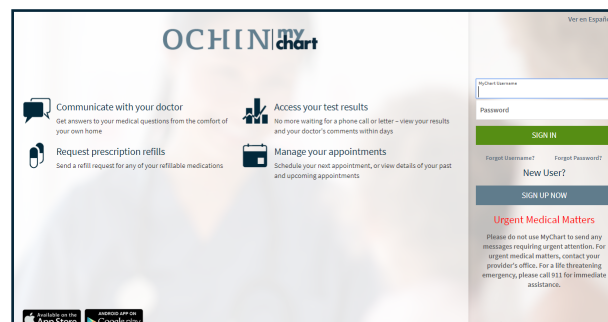 Ver en Español
OCHIN my
chart
Communicate with your doctor
Get answers to your medical questions from the comfort of
your own home
Access your test results
No more waiting for a phone call or letter – view your results
and your doctor's comments within days
Request prescription refills
Send a refill request for any of your refillable medications
Manage your appointments
Schedule your next appointment, or view details of your past
and upcoming appointments
MyChart Username
Password
SIGN IN
Forgot Username? Forgot Password?
New User?
SIGN UP NOW
Urgent Medical Matters
Please do not use MyChart to send any
messages requiring urgent attention. For
urgent medical matters, contact your
provider's office. For a life threatening
emergency, please call 911 for immediate
assistance.
Available on the
App Store
ANDROID APP ON
Google play